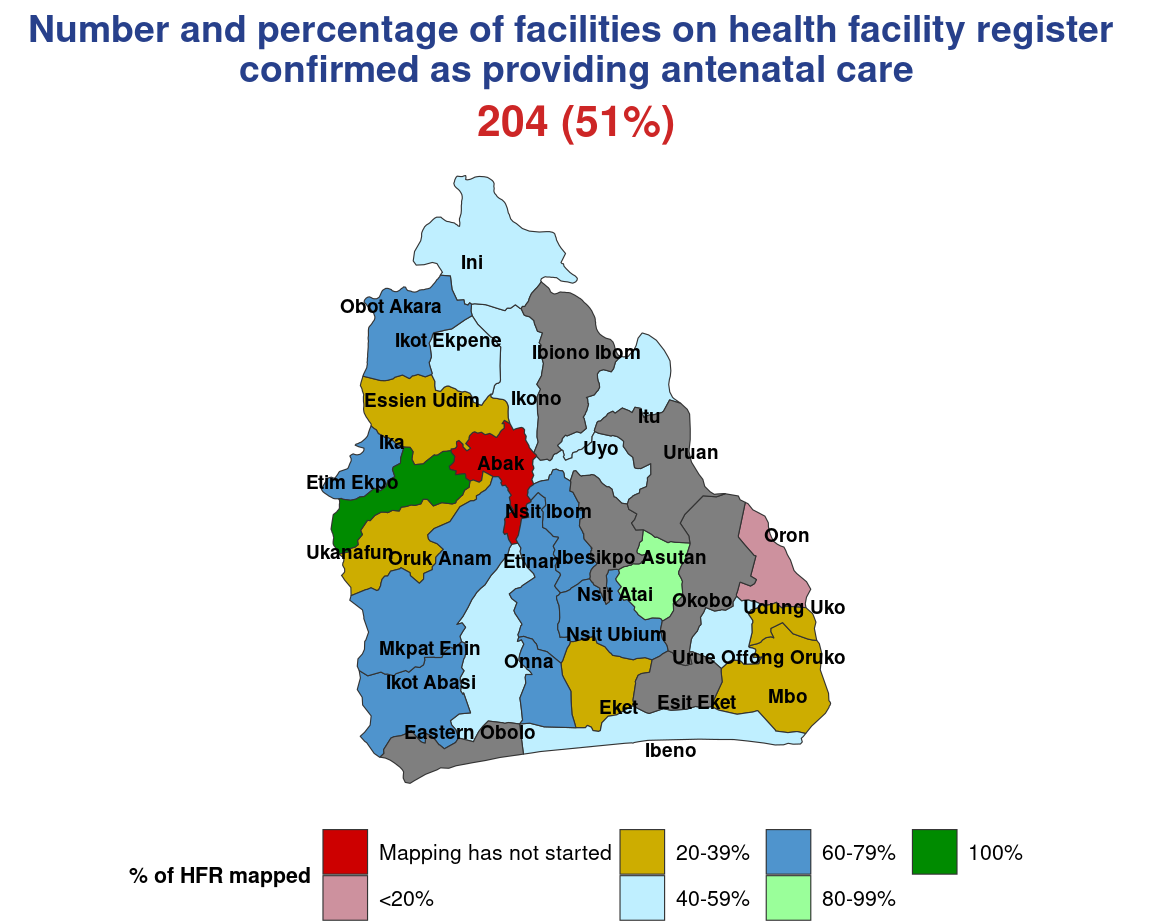 Number and percentage of facilities on health facility register
confirmed as providing antenatal care
204 (51%)
Ini
Obot Akara
Ikot Ekpene
Ibiono Ibom
Essien Udim
Ikono
Itu
Ika
Uyo
Uruan
Abak
Etim Ekpo
Nsit Ibom
Oron
Ukanafun
Oruk Anam
Etinan
Ibesikpo Asutan
Nsit Atai
Okobo
Udung Uko
Nsit Ubium
Mkpat Enin
Onna
Urue Offong Oruko
Ikot Abasi
Mbo
Esit Eket
Eket
Eastern Obolo
Ibeno
% of HFR mapped
Mapping has not started
<20%
20-39%
40-59%
60-79%
80-99%
100%